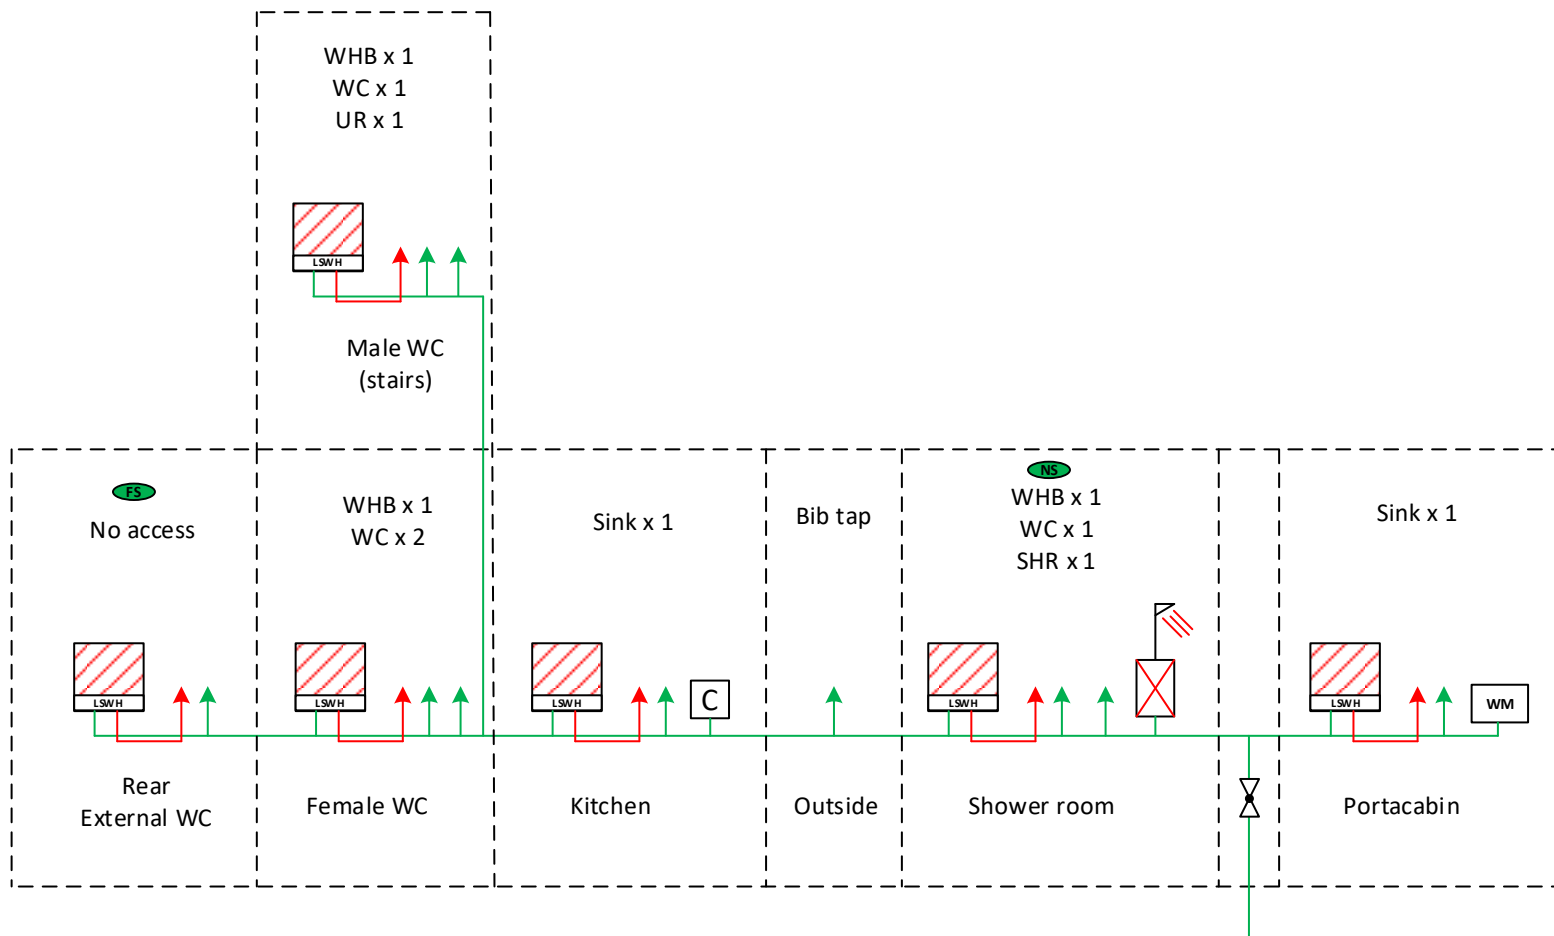 WHB x 1
WC x 1
UR x 1
LSWH
Male WC
(stairs)
FS
No access
LSWH
Rear
External WC
WHB x 1
WC x 2
LSWH
Female WC
Sink x 1
LSWH
C
Kitchen
Bib tap
Outside
NS
WHB x 1
WC x 1
SHR x 1
LSWH
Shower room
Sink x 1
LSWH
WM
Portacabin